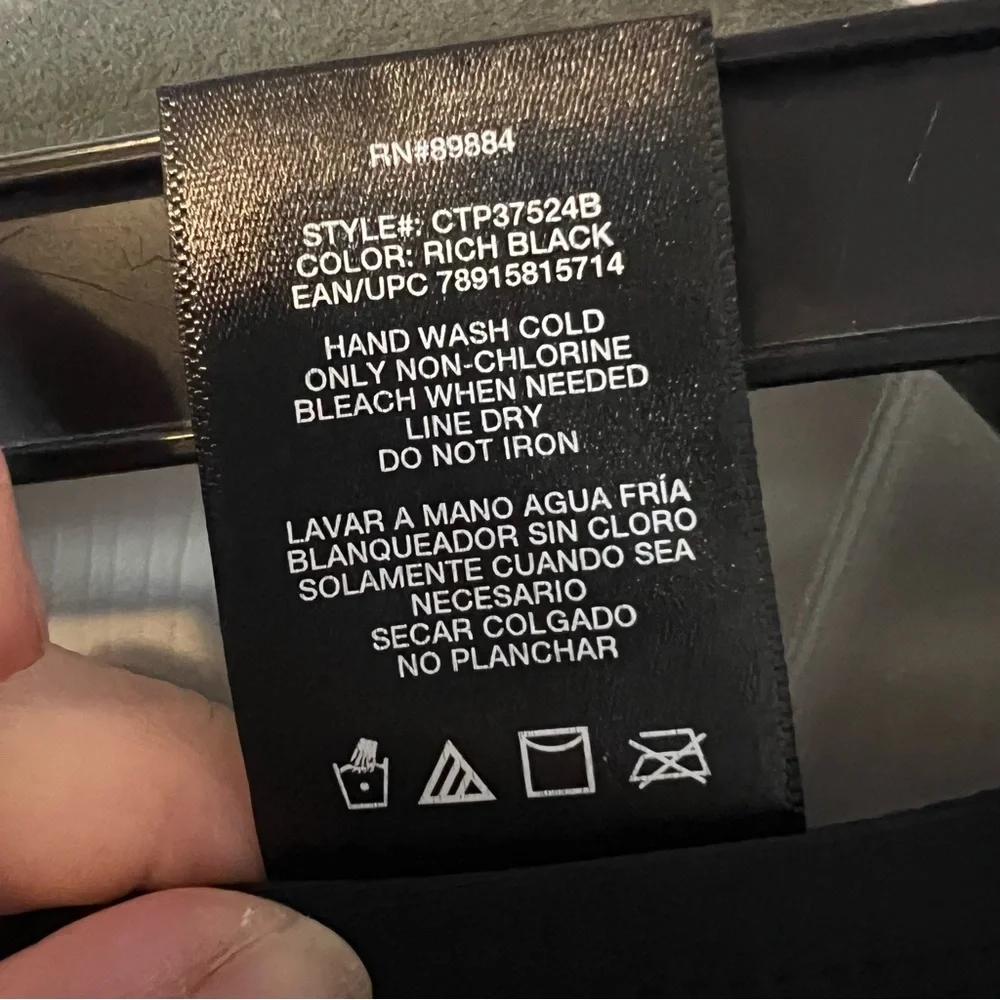 RN#89884
STYLE#: CTP37524B
COLOR: RICH BLACK
EAN/UPC 78915815714
HAND WASH COLD
ONLY NON-CHLORINE
BLEACH WHEN NEEDED
LINE DRY
DO NOT IRON
LAVAR A MANO AGUA FRÍA
BLANQUEADOR SIN CLORO
SOLAMENTE CUANDO SEA
NECESARIO
SECAR COLGADO
NO PLANCHAR